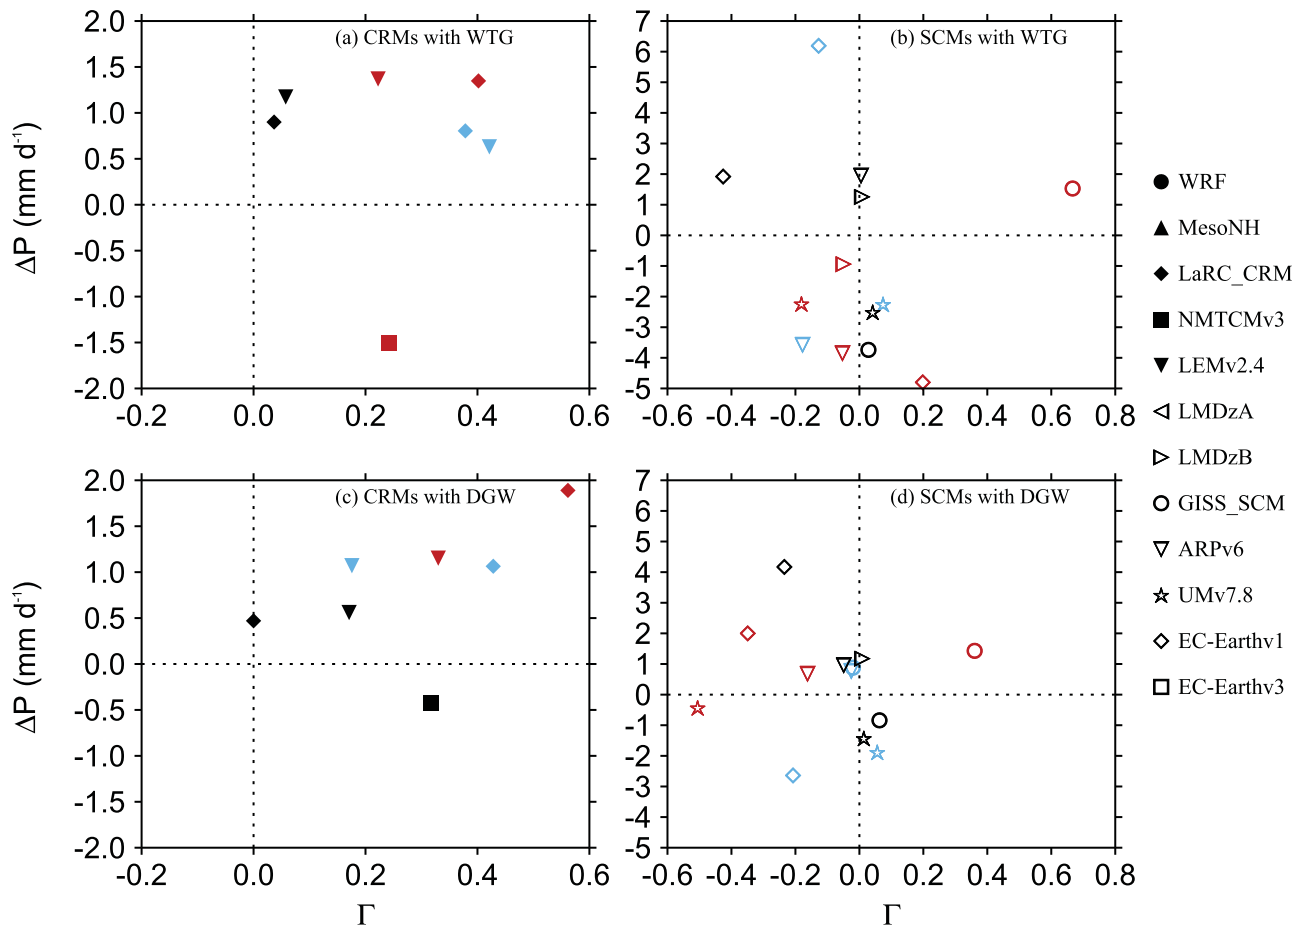 (a) CRMs with WTG
2.0
1.5
1.0
0.5
0.0
-0.5
-1.0
-1.5
-2.0
ΔP (mm d⁻¹)
-0.2 0.0 0.2 0.4 0.6
(b) SCMs with WTG
7
6
5
4
3
2
1
0
-1
-2
-3
-4
-5
-0.6 -0.4 -0.2 0.0 0.2 0.4 0.6 0.8
(c) CRMs with DGW
2.0
1.5
1.0
0.5
0.0
-0.5
-1.0
-1.5
-2.0
ΔP (mm d⁻¹)
-0.2 0.0 0.2 0.4 0.6
Γ
(d) SCMs with DGW
7
6
5
4
3
2
1
0
-1
-2
-3
-4
-5
-0.6 -0.4 -0.2 0.0 0.2 0.4 0.6 0.8
Γ
WRF
MesoNH
LaRC_CRM
NMTCMv3
LEMv2.4
LMDzA
LMDzB
GISS_SCM
ARPv6
UMv7.8
EC-Earthv1
EC-Earthv3